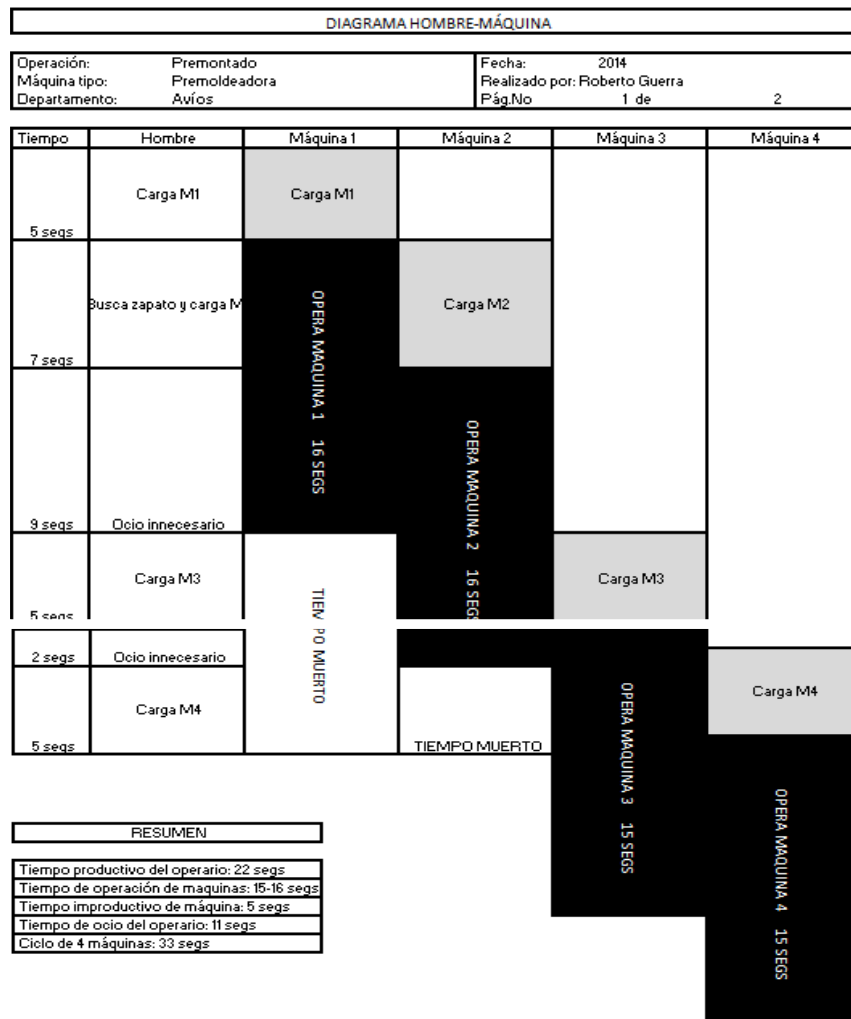 DIAGRAMA HOMBRE-MÁQUINA
Operación: Premontado Fecha: 2014
Máquina tipo: Premoldeadora Realizado por: Roberto Guerra
Departamento: Avíos Pág.No 1 de 2
Tiempo Hombre Máquina 1 Máquina 2 Máquina 3 Máquina 4
Carga M1 Carga M1
5 segs
Busca zapato y carga M Carga M2
7 segs
OPERA MAQUINA 1 16 SEGS
OPERA MAQUINA 2 16 SEGS
9 segs Ocio innecesario
Carga M3 Carga M3
5 segs
TIEMPO MUERTO
2 segs Ocio innecesario
Carga M4 Carga M4
5 segs TIEMPO MUERTO
OPERA MAQUINA 3 15 SEGS
OPERA MAQUINA 4 15 SEGS
RESUMEN
Tiempo productivo del operario: 22 segs
Tiempo de operación de maquinas: 15-16 segs
Tiempo improductivo de máquina: 5 segs
Tiempo de ocio del operario: 11 segs
Ciclo de 4 máquinas: 33 segs